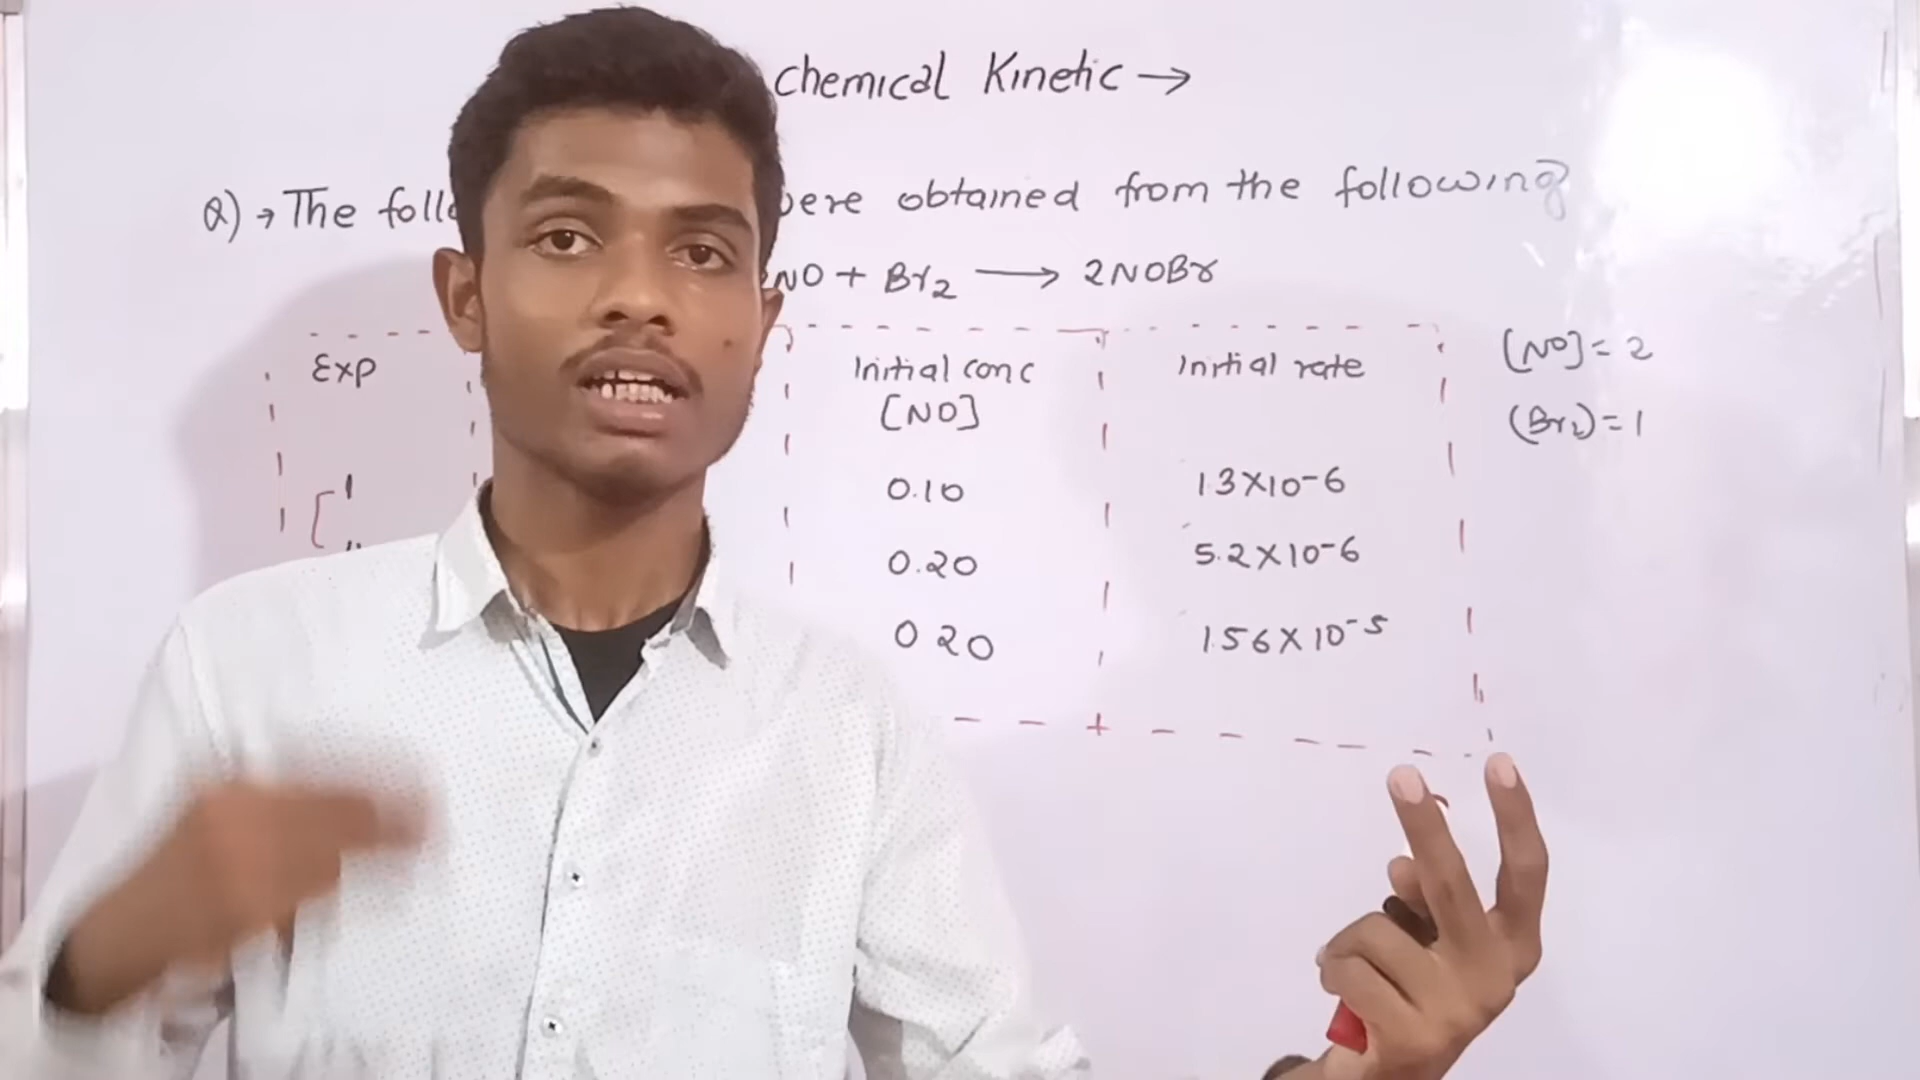 chemical Kinetic →
Q) → The follo were obtained from the following
NO + Br2 → 2NOBr
Exp Initial conc [NO] Initial rate
[NO] = 2
(Br2) = 1
1 0.10 1.3×10-6
0.20 5.2×10-6
0.20 1.56×10-5